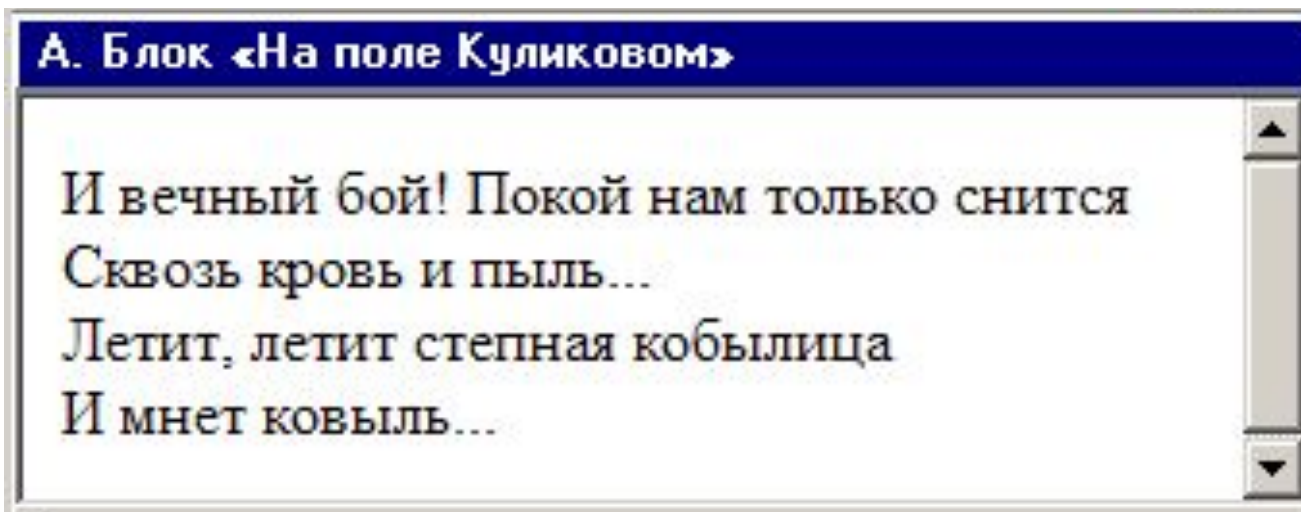 А. Блок «На поле Куликовом»
И вечный бой! Покой нам только снится
Сквозь кровь и пыль...
Летит, летит степная кобылица
И мнет ковыль...